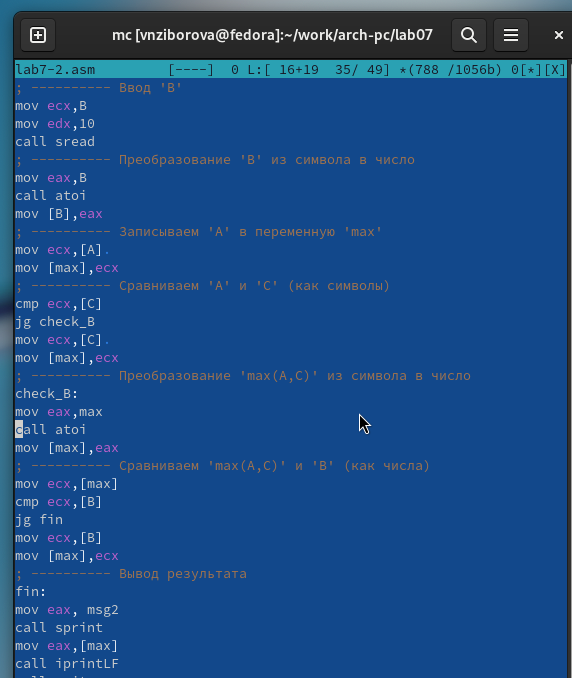 mc [vnziborova@fedora]:~/work/arch-pc/lab07
lab7-2.asm [----] 0 L:[ 16+19 35/ 49] *(788 /1056b) 0[*][X]
; ---------- Ввод 'B'
mov ecx,B
mov edx,10
call sread
; ---------- Преобразование 'B' из символа в число
mov eax,B
call atoi
mov [B],eax
; ---------- Записываем 'A' в переменную 'max'
mov ecx,[A].
mov [max],ecx
; ---------- Сравниваем 'A' и 'С' (как символы)
cmp ecx,[C]
jg check_B
mov ecx,[C].
mov [max],ecx
; ---------- Преобразование 'max(A,C)' из символа в число
check_B:
mov eax,max
call atoi
mov [max],eax
; ---------- Сравниваем 'max(A,C)' и 'B' (как числа)
mov ecx,[max]
cmp ecx,[B]
jg fin
mov ecx,[B]
mov [max],ecx
; ---------- Вывод результата
fin:
mov eax, msg2
call sprint
mov eax,[max]
call iprintLF